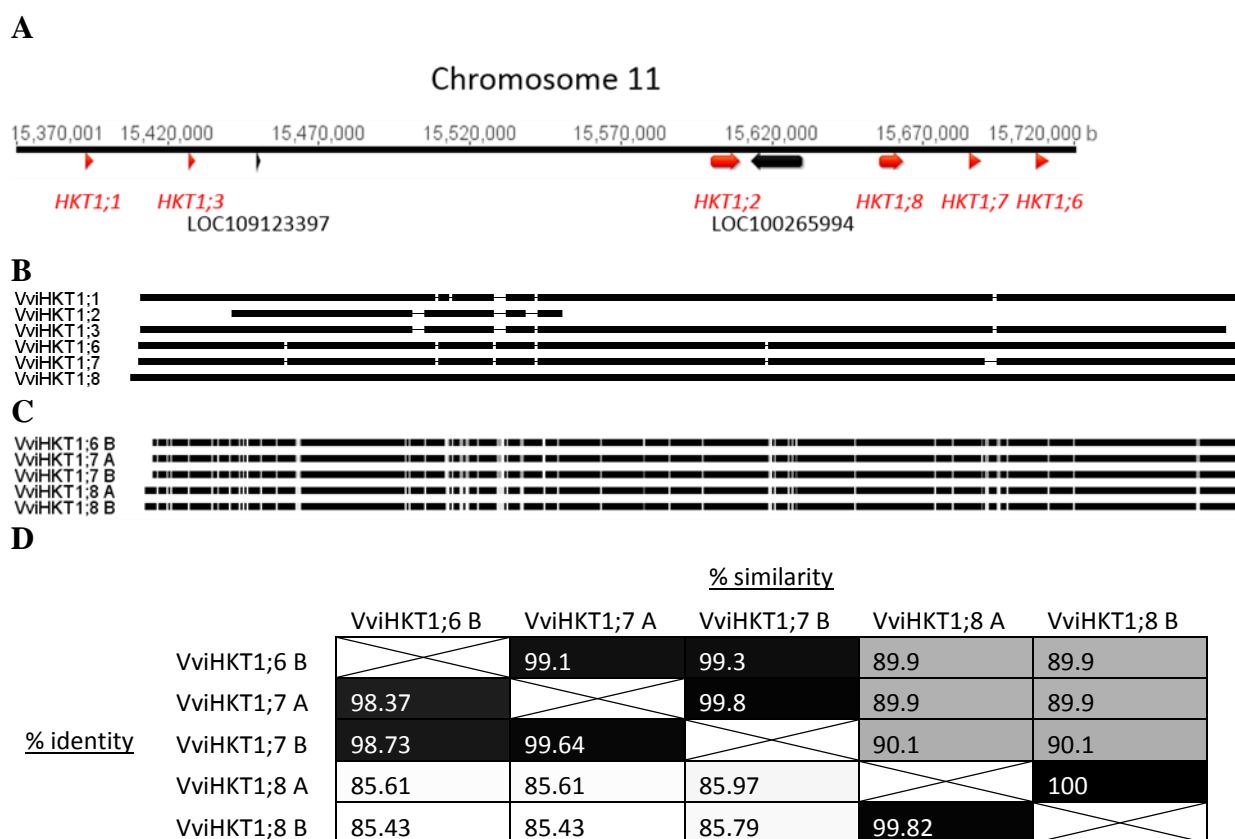 A
Chromosome 11
15,370,001 15,420,000 15,470,000 15,520,000 15,570,000 15,620,000 15,670,000 15,720,000 b
HKT1;1 HKT1;3 HKT1;2 HKT1;8 HKT1;7 HKT1;6
LOC109123397 LOC100265994
B
VviHKT1;1
VviHKT1;2
VviHKT1;3
VviHKT1;6
VviHKT1;7
VviHKT1;8
C
VviHKT1;6 B
VviHKT1;7 A
VviHKT1;7 B
VviHKT1;8 A
VviHKT1;8 B
D
% similarity
VviHKT1;6 B VviHKT1;7 A VviHKT1;7 B VviHKT1;8 A VviHKT1;8 B
VviHKT1;6 B 99.1 99.3 89.9 89.9
VviHKT1;7 A 98.37 99.8 89.9 89.9
% identity VviHKT1;7 B 98.73 99.64 90.1 90.1
VviHKT1;8 A 85.61 85.61 85.97 100
VviHKT1;8 B 85.43 85.43 85.79 99.82